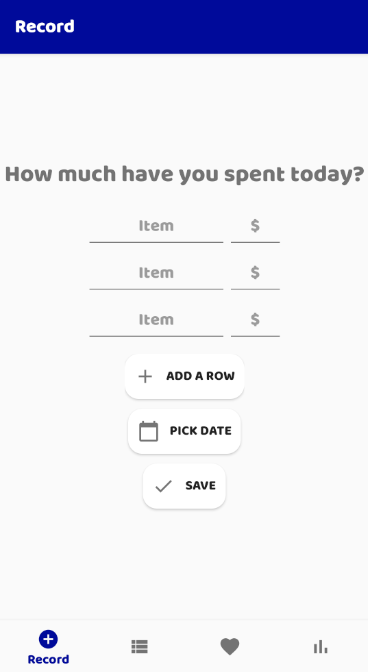 Record
How much have you spent today?
Item $
Item $
Item $
ADD A ROW
PICK DATE
SAVE
Record